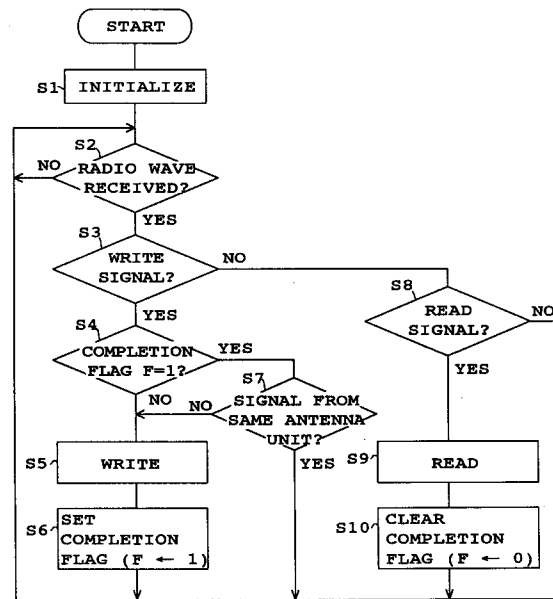 START
S1
INITIALIZE
S2
NO
RADIO WAVE
RECEIVED?
YES
S3
WRITE
SIGNAL?
NO
YES
S4
COMPLETION
FLAG F=1?
YES
NO
S7
SIGNAL FROM
SAME ANTENNA
UNIT?
NO
YES
S5
WRITE
S6
SET
COMPLETION
FLAG (F ← 1)
S8
READ
SIGNAL?
NO
YES
S9
READ
S10
CLEAR
COMPLETION
FLAG (F ← 0)